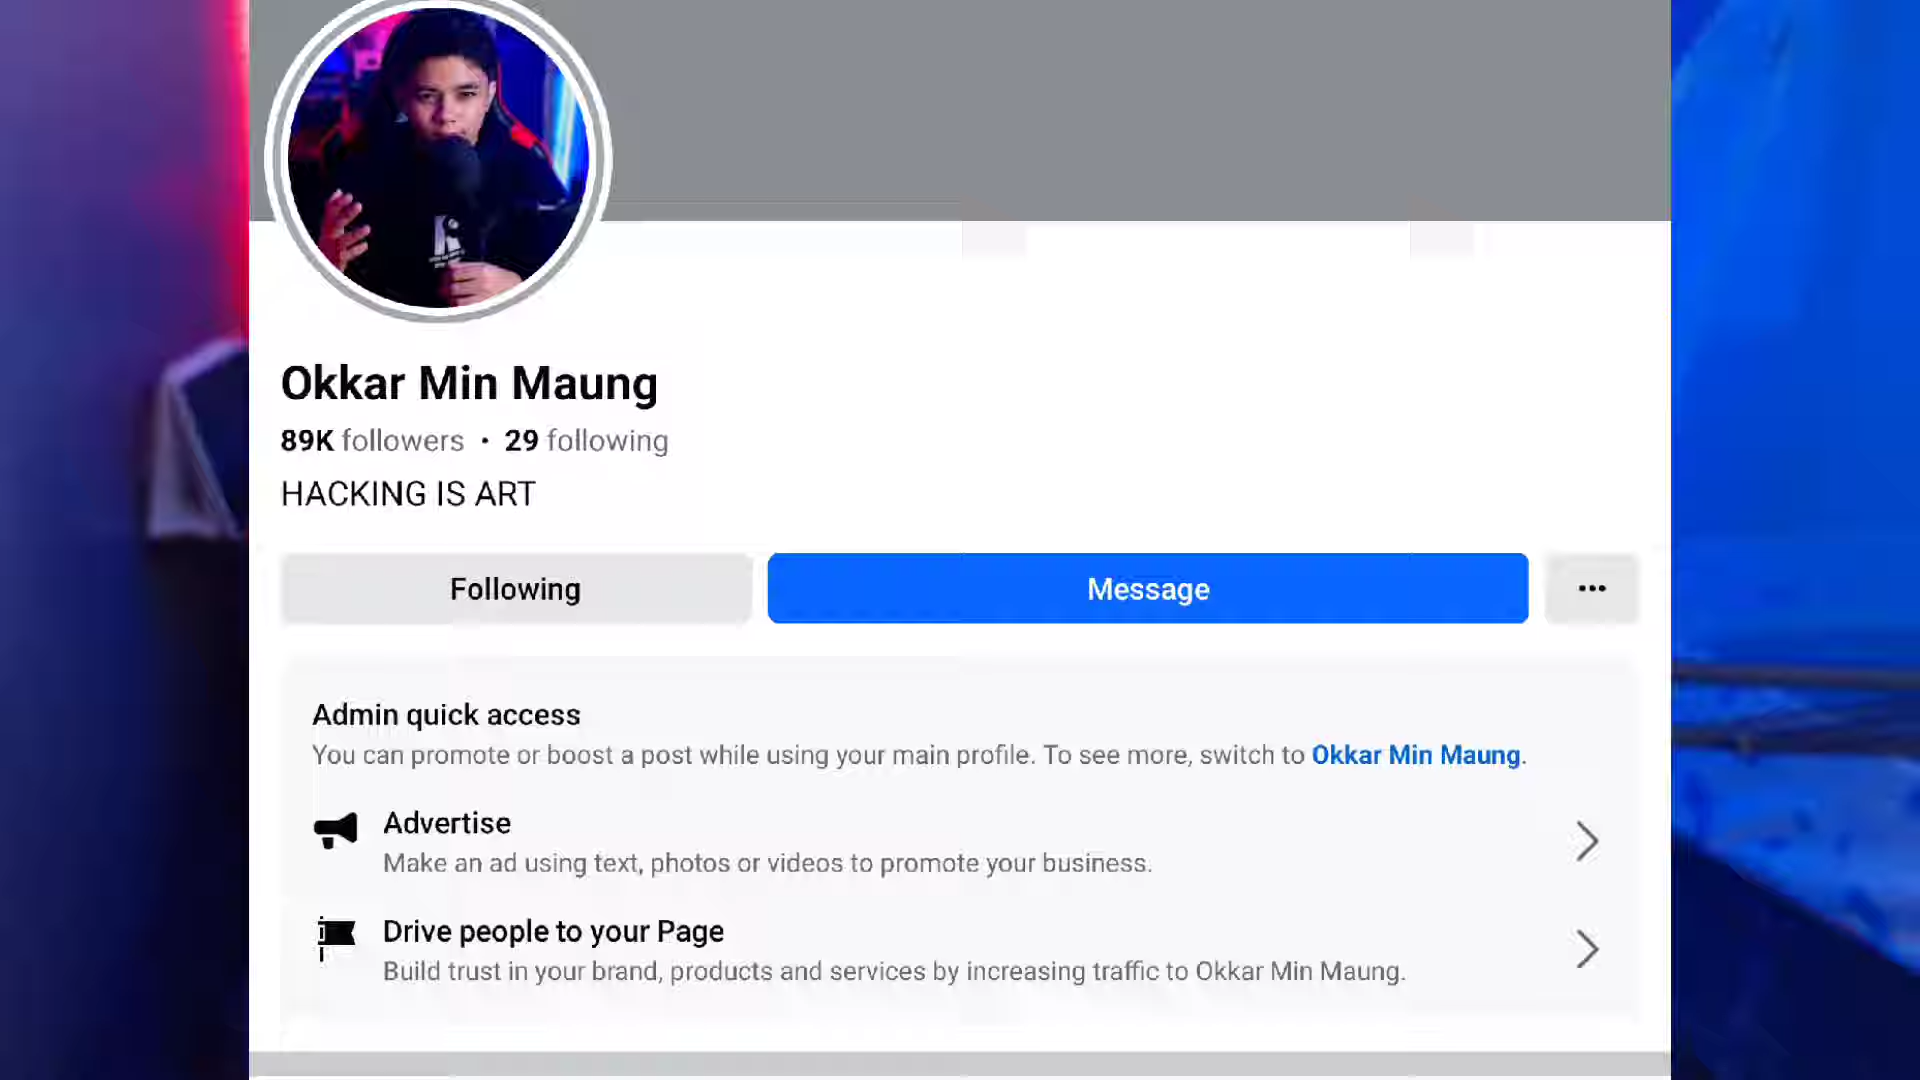 Okkar Min Maung
89K followers • 29 following
HACKING IS ART
Following
Message
Admin quick access
You can promote or boost a post while using your main profile. To see more, switch to Okkar Min Maung.
Advertise
Make an ad using text, photos or videos to promote your business.
Drive people to your Page
Build trust in your brand, products and services by increasing traffic to Okkar Min Maung.